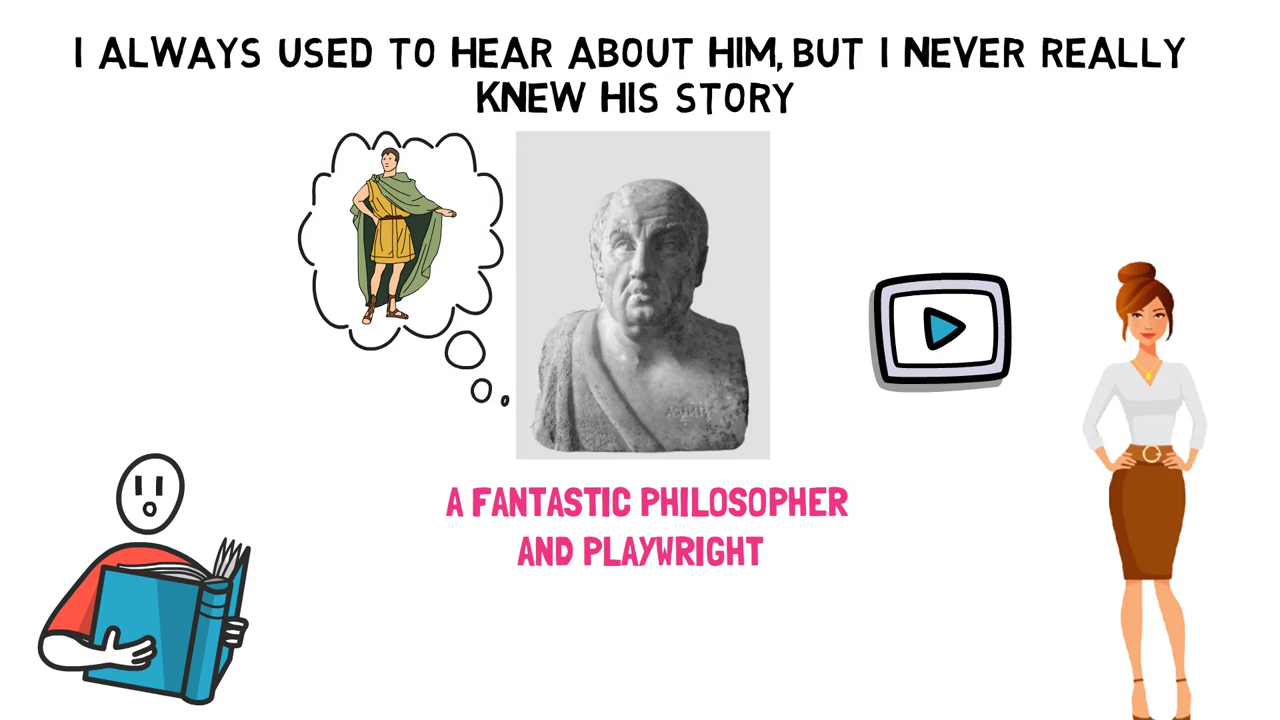 I ALWAYS USED TO HEAR ABOUT HIM, BUT I NEVER REALLY
KNEW HIS STORY
A FANTASTIC PHILOSOPHER
AND PLAYWRIGHT